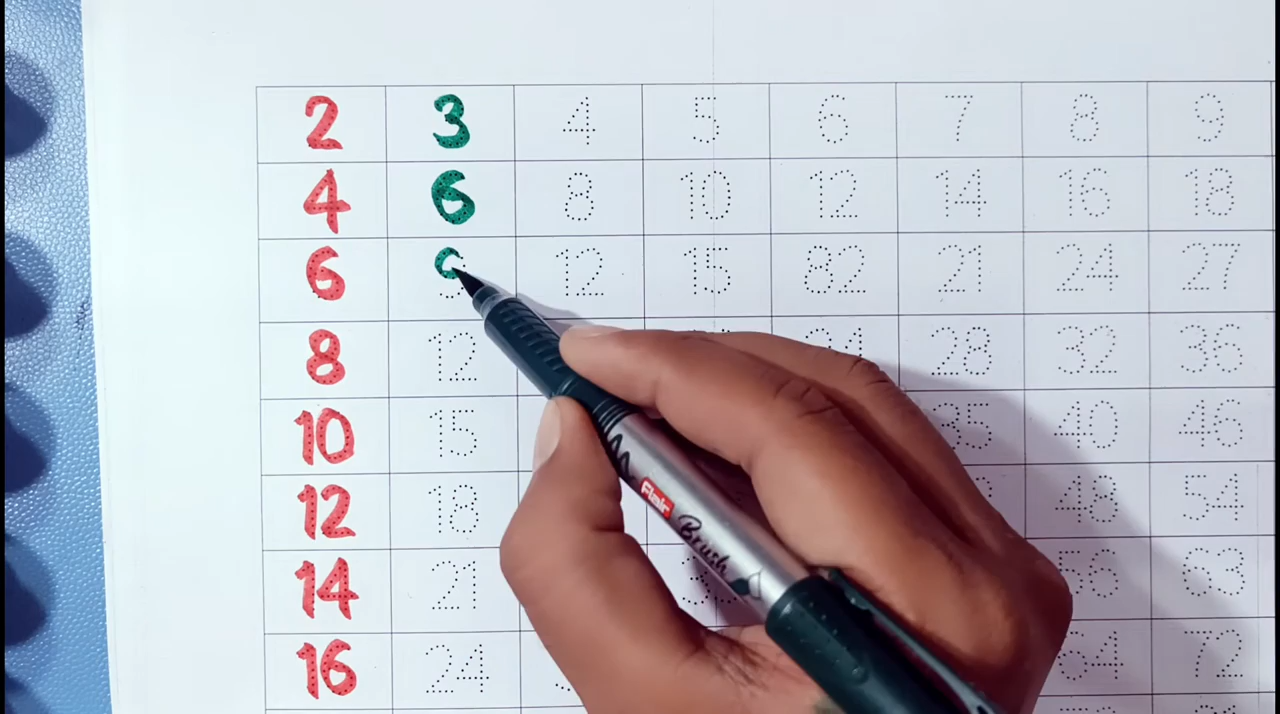 2 3 4 5 6 7 8 9
4 6 8 10 12 14 16 18
6 9 12 15 82 21 24 27
8 12 28 32 36
10 15 35 40 46
12 18 48 54
14 21 56 63
16 24 64 72
Flair
Brush